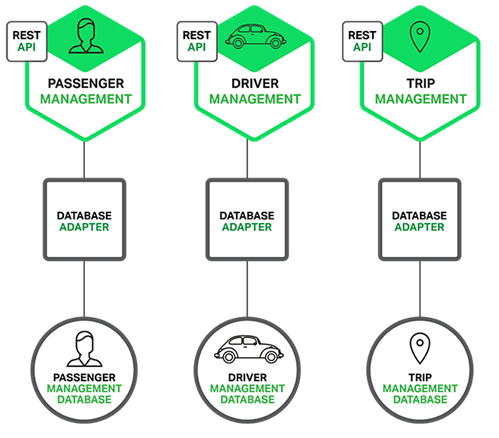 REST
API
PASSENGER
MANAGEMENT
REST
API
DRIVER
MANAGEMENT
REST
API
TRIP
MANAGEMENT
DATABASE
ADAPTER
DATABASE
ADAPTER
DATABASE
ADAPTER
PASSENGER
MANAGEMENT
DATABASE
DRIVER
MANAGEMENT
DATABASE
TRIP
MANAGEMENT
DATABASE